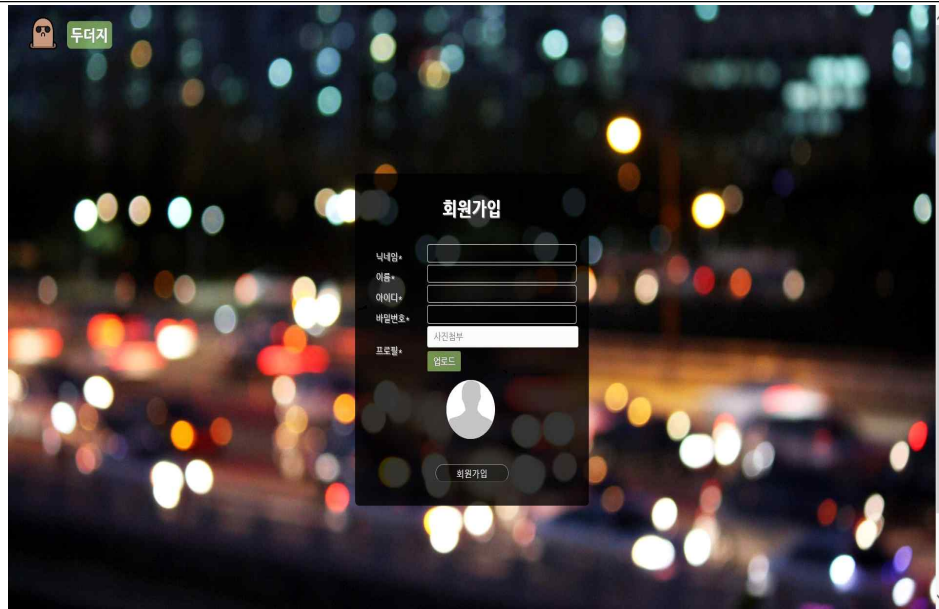 두더지
회원가입
닉네임*
이름*
아이디*
바밀번호*
사진첨부
프로필*
업로드
회원가입